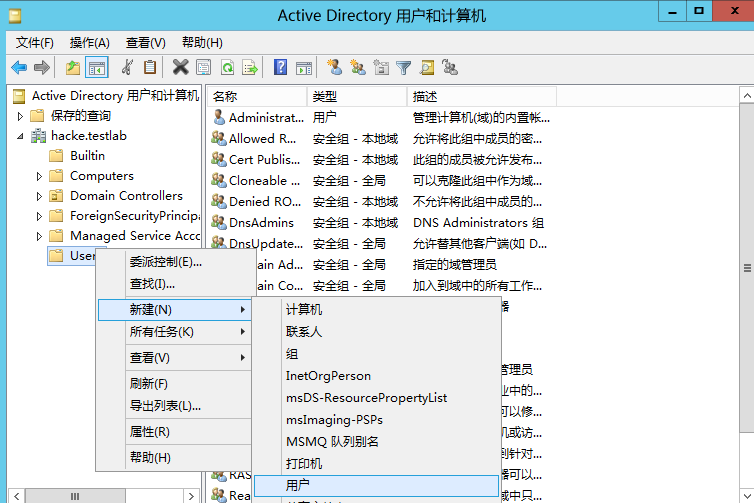 Active Directory 用户和计算机
文件(F) 操作(A) 查看(V) 帮助(H)
Active Directory 用户和计算机
保存的查询
hacke.testlab
Builtin
Computers
Domain Controllers
ForeignSecurityPrincipa
Managed Service Acco
User
名称 类型 描述
Administrat... 用户 管理计算机(域)的内置帐...
Allowed R... 安全组 - 本地域 允许将此组中成员的密...
Cert Publis... 安全组 - 本地域 此组的成员被允许发布...
Cloneable ... 安全组 - 全局 可以克隆此组中作为域...
Denied RO... 安全组 - 本地域 不允许将此组中成员的...
DnsAdmins 安全组 - 本地域 DNS Administrators 组
DnsUpdate... 安全组 - 全局 允许替其他客户端(如 D...
ain Ad... 安全组 - 全局 指定的域管理员
ain Co... 安全组 - 全局 加入到域中的所有工作...
器
管理员
业中的...
可以修...
机或访...
到针对...
RAS 器可以...
Rea 域中只...
委派控制(E)...
查找(I)...
新建(N)
所有任务(K)
查看(V)
刷新(F)
导出列表(L)...
属性(R)
帮助(H)
计算机
联系人
组
InetOrgPerson
msDS-ResourcePropertyList
msImaging-PSPs
MSMQ 队列别名
打印机
用户